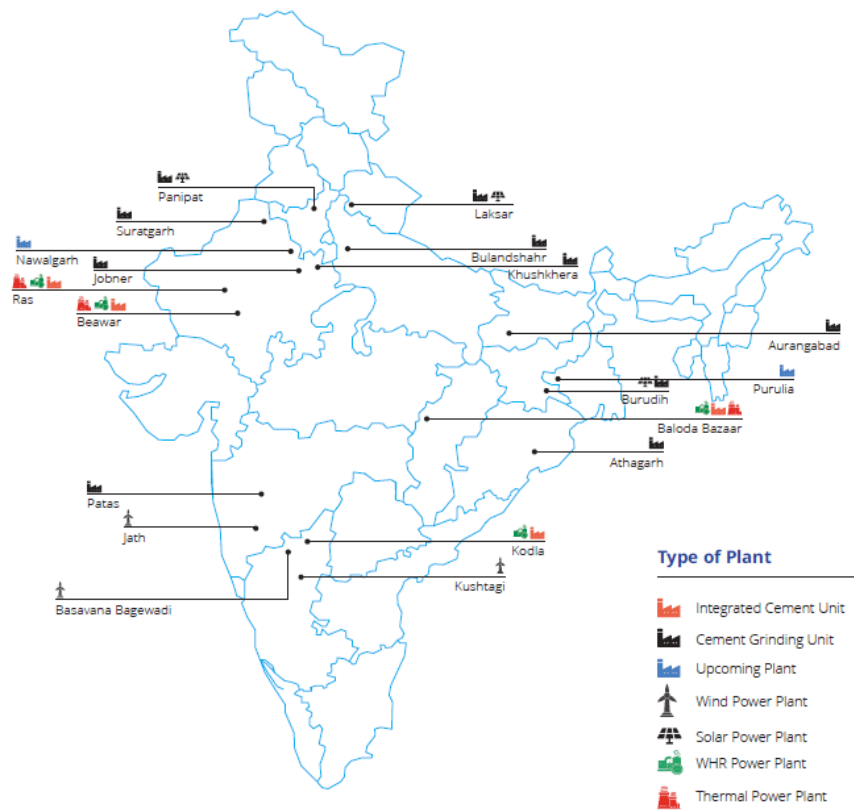 Panipat
Laksar
Suratgarh
Nawalgarh
Bulandshahr
Jobner
Khushkhera
Ras
Beawar
Aurangabad
Purulia
Burudih
Baloda Bazaar
Athagarh
Patas
Jath
Kodla
Kushtagi
Basavana Bagewadi
Type of Plant
Integrated Cement Unit
Cement Grinding Unit
Upcoming Plant
Wind Power Plant
Solar Power Plant
WHR Power Plant
Thermal Power Plant